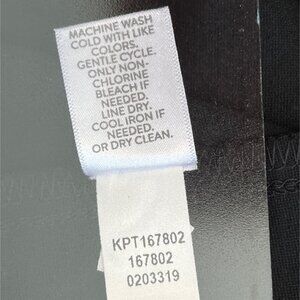 MACHINE WASH
COLD WITH LIKE
COLORS.
GENTLE CYCLE.
ONLY NON-
CHLORINE
BLEACH IF
NEEDED.
LINE DRY.
COOL IRON IF
NEEDED.
OR DRY CLEAN.
KPT167802
167802
0203319